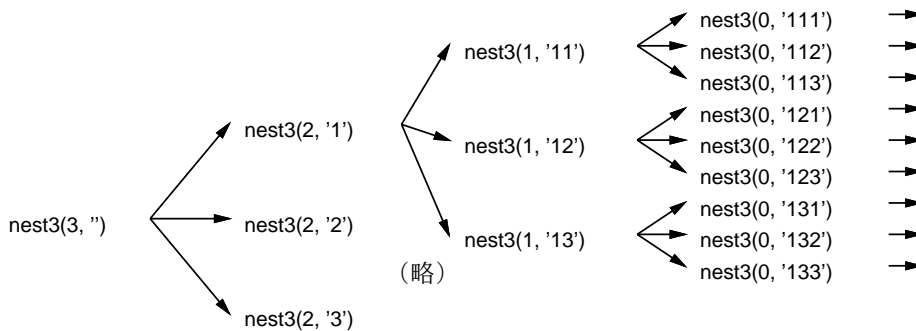 nest3(3, ’’)
nest3(2, ’1’)
nest3(2, ’2’)
nest3(2, ’3’)
nest3(1, ’11’)
nest3(1, ’12’)
nest3(1, ’13’)
(略)
nest3(0, ’111’)
nest3(0, ’112’)
nest3(0, ’113’)
nest3(0, ’121’)
nest3(0, ’122’)
nest3(0, ’123’)
nest3(0, ’131’)
nest3(0, ’132’)
nest3(0, ’133’)